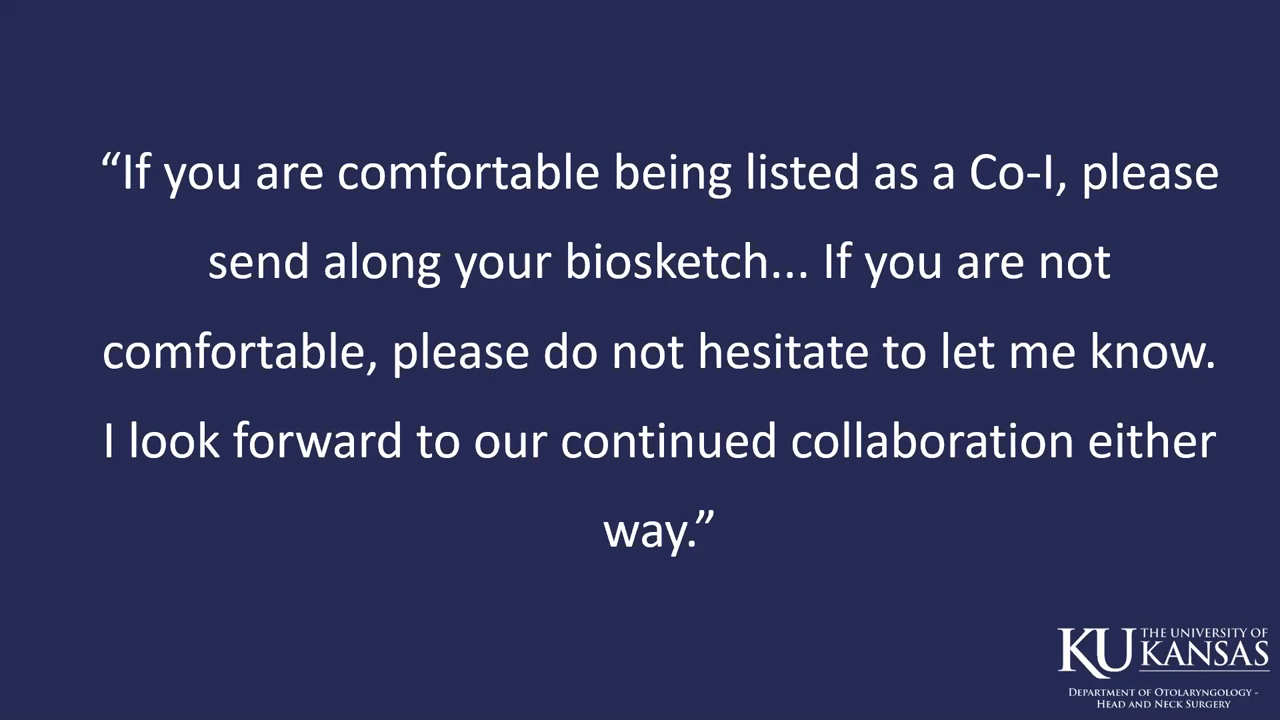 “If you are comfortable being listed as a Co-I, please
send along your biosketch... If you are not
comfortable, please do not hesitate to let me know.
I look forward to our continued collaboration either
way.”
KU THE UNIVERSITY OF
KANSAS
DEPARTMENT OF OTOLARYNGOLOGY -
HEAD AND NECK SURGERY